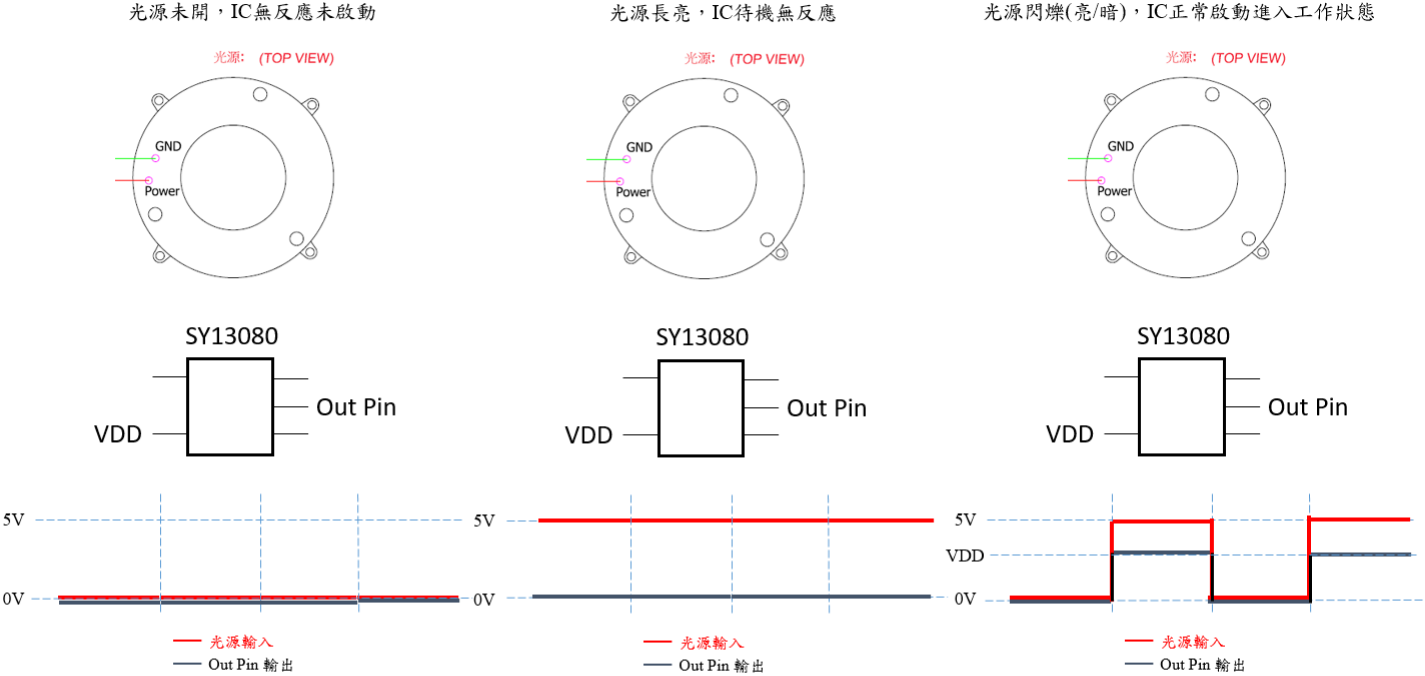 光源未開，IC無反應未啟動
光源: (TOP VIEW)
GND
Power
SY13080
VDD
Out Pin
5V
0V
光源輸入
Out Pin 輸出
光源長亮，IC待機無反應
光源: (TOP VIEW)
GND
Power
SY13080
VDD
Out Pin
5V
0V
光源輸入
Out Pin 輸出
光源閃爍(亮/暗)，IC正常啟動進入工作狀態
光源: (TOP VIEW)
GND
Power
SY13080
VDD
Out Pin
5V
VDD
0V
光源輸入
Out Pin 輸出